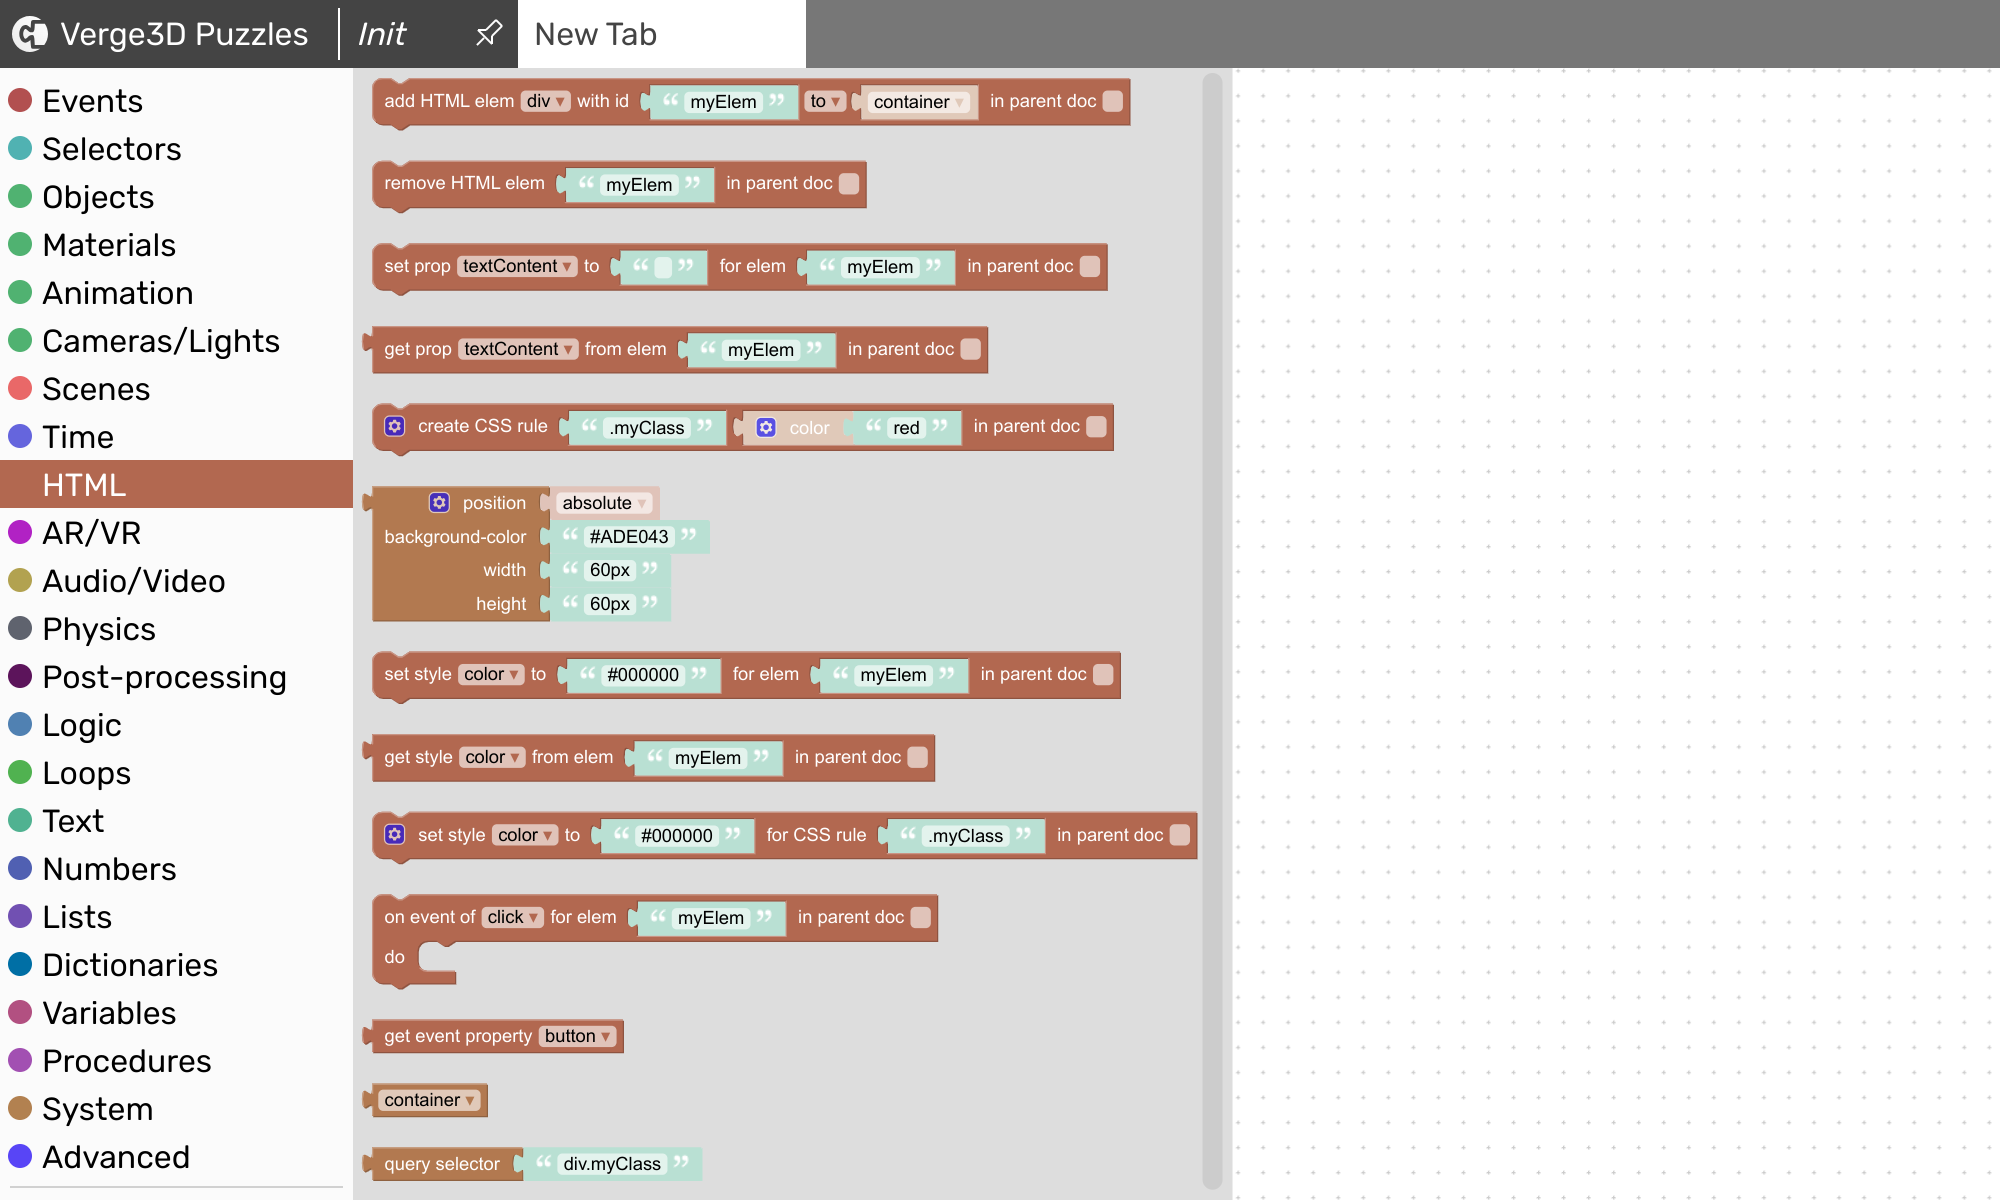 Verge3D Puzzles
Init
New Tab
Events
Selectors
Objects
Materials
Animation
Cameras/Lights
Scenes
Time
HTML
AR/VR
Audio/Video
Physics
Post-processing
Logic
Loops
Text
Numbers
Lists
Dictionaries
Variables
Procedures
System
Advanced
add HTML elem div ▾ with id “ myElem ” to ▾ container ▾ in parent doc
remove HTML elem “ myElem ” in parent doc
set prop textContent ▾ to “ ” for elem “ myElem ” in parent doc
get prop textContent ▾ from elem “ myElem ” in parent doc
create CSS rule “ .myClass ” color “ red ” in parent doc
position absolute ▾
background-color “ #ADE043 ”
width “ 60px ”
height “ 60px ”
set style color ▾ to “ #000000 ” for elem “ myElem ” in parent doc
get style color ▾ from elem “ myElem ” in parent doc
set style color ▾ to “ #000000 ” for CSS rule “ .myClass ” in parent doc
on event of click ▾ for elem “ myElem ” in parent doc
do
get event property button ▾
container ▾
query selector “ div.myClass ”